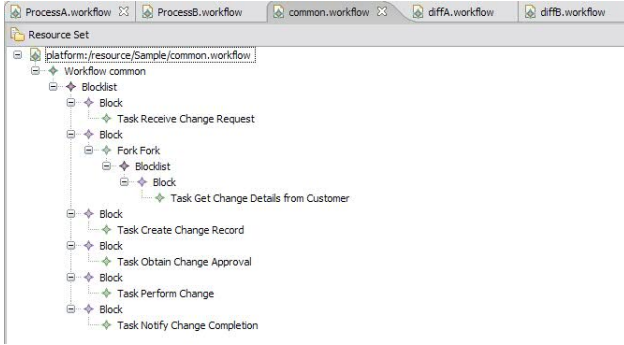 ProcessA.workflow ProcessB.workflow common.workflow diffA.workflow diffB.workflow
Resource Set
platform:/resource/Sample/common.workflow
Workflow common
Blocklist
Block
Task Receive Change Request
Block
Fork Fork
Blocklist
Block
Task Get Change Details from Customer
Block
Task Create Change Record
Block
Task Obtain Change Approval
Block
Task Perform Change
Block
Task Notify Change Completion